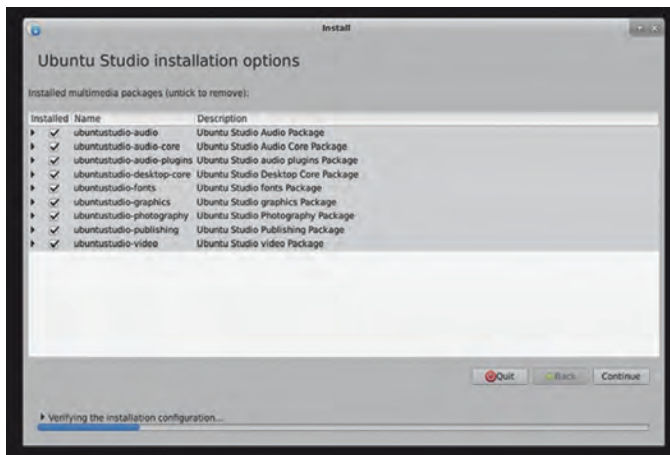 Install
Ubuntu Studio installation options
Installed multimedia packages (untick to remove):
Installed Name Description
ubuntustudio-audio Ubuntu Studio Audio Package
ubuntustudio-audio-core Ubuntu Studio Audio Core Package
ubuntustudio-audio-plugins Ubuntu Studio audio plugins Package
ubuntustudio-desktop-core Ubuntu Studio Desktop Core Package
ubuntustudio-fonts Ubuntu Studio fonts Package
ubuntustudio-graphics Ubuntu Studio graphics Package
ubuntustudio-photography Ubuntu Studio Photography Package
ubuntustudio-publishing Ubuntu Studio Publishing Package
ubuntustudio-video Ubuntu Studio video Package
Quit Back Continue
Verifying the installation configuration...